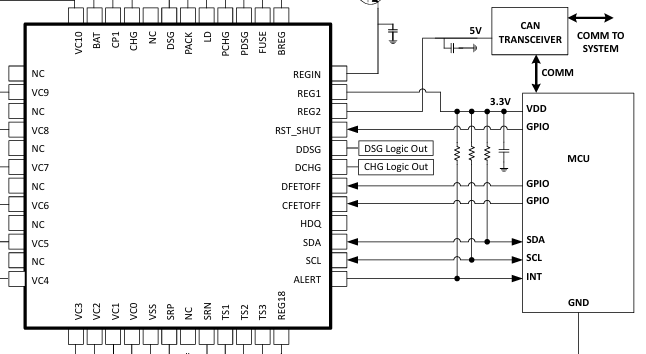 VC10
BAT
CP1
CHG
NC
DSG
PACK
LD
PCHG
PDSG
FUSE
BREG
NC
VC9
NC
VC8
NC
VC7
NC
VC6
NC
VC5
NC
VC4
REGIN
REG1
REG2
RST_SHUT
DDSG
DCHG
DFETOFF
CFETOFF
HDQ
SDA
SCL
ALERT
VC3
VC2
VC1
VC0
VSS
SRP
NC
SRN
TS1
TS2
TS3
REG18
DSG Logic Out
CHG Logic Out
5V
3.3V
CAN
TRANSCEIVER
COMM TO
SYSTEM
COMM
VDD
GPIO
MCU
GPIO
GPIO
SDA
SCL
INT
GND